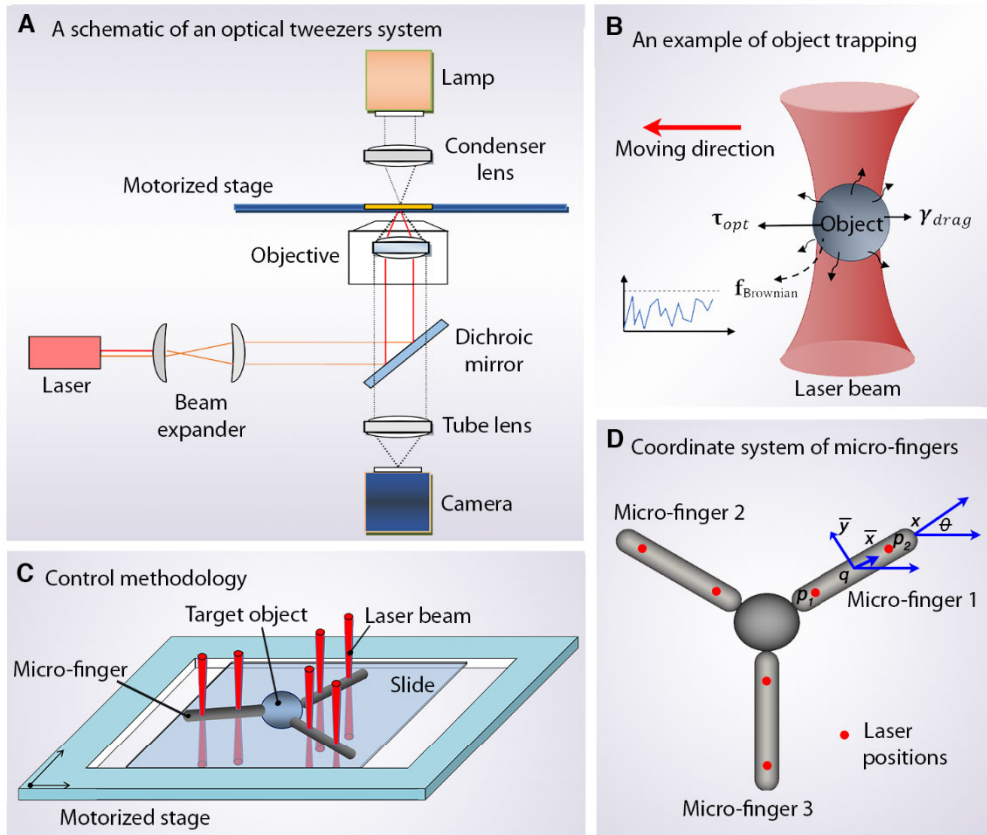 A A schematic of an optical tweezers system
Lamp
Condenser
lens
Motorized stage
Objective
Dichroic
mirror
Laser
Beam
expander
Tube lens
Camera
B An example of object trapping
Moving direction
τ_opt
Object
γ_drag
f_Brownian
Laser beam
C Control methodology
Target object
Laser beam
Micro-finger
Slide
Motorized stage
D Coordinate system of micro-fingers
Micro-finger 2
y̅
x̅
x
θ
p₂
q
p₁
Micro-finger 1
Laser
positions
Micro-finger 3